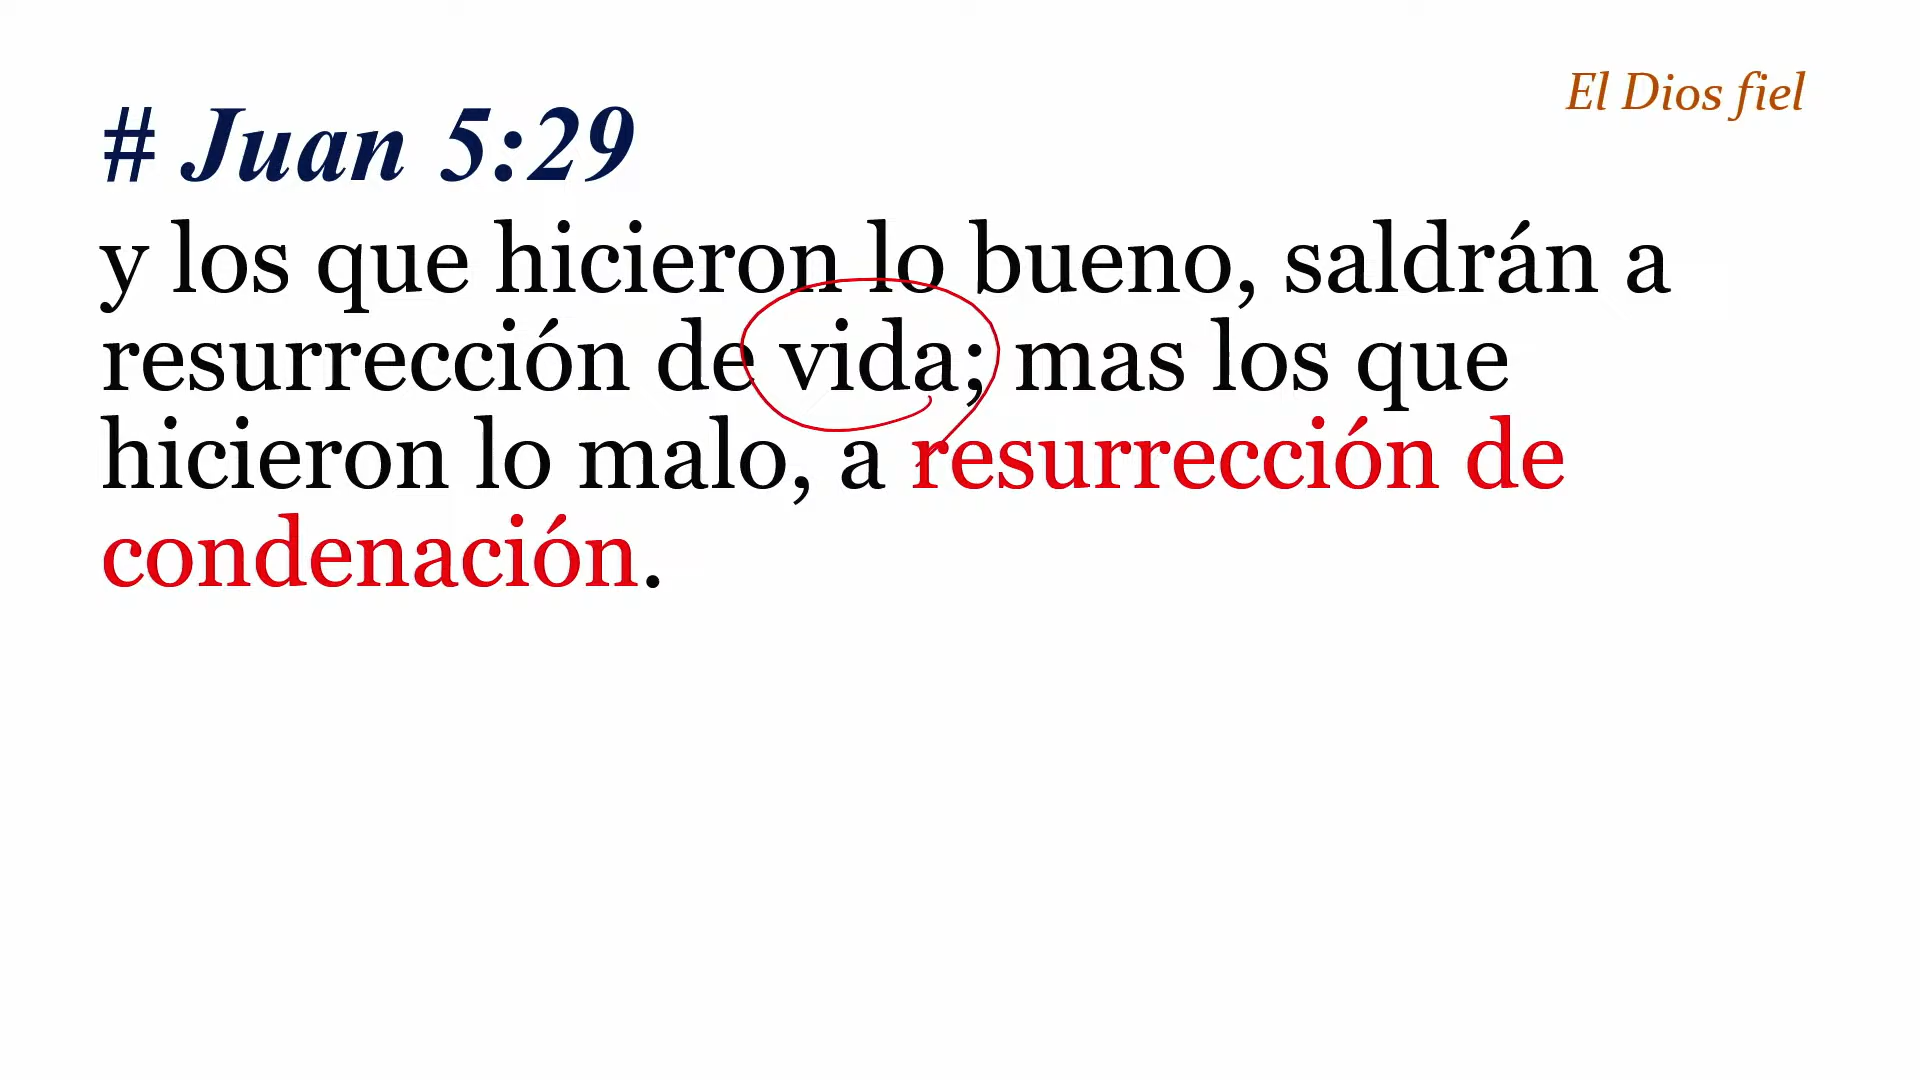 El Dios fiel
# Juan 5:29
y los que hicieron lo bueno, saldrán a
resurrección de vida; mas los que
hicieron lo malo, a resurrección de
condenación.